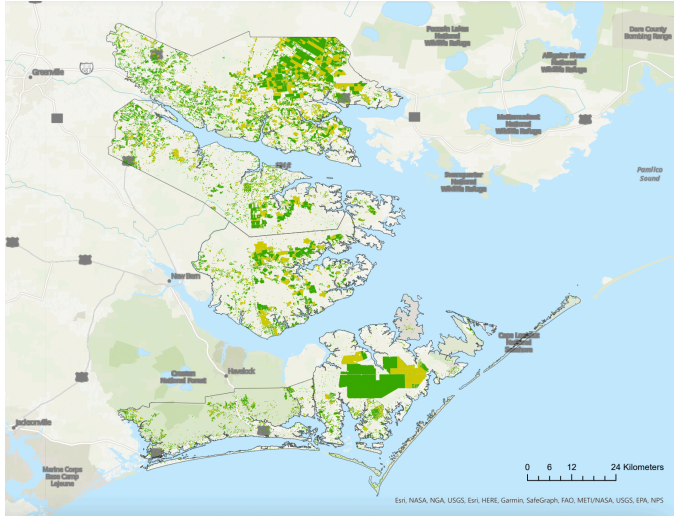 Pocosin Lakes
National
Wildlife Refuge
Dare County
Bombing Range
Alligator River
National
Wildlife Refuge
Greenville
Mattamuskeet
National
Wildlife Refuge
Swanquarter
National
Wildlife Refuge
Pamlico
Sound
New Bern
Cape Lookout
National
Seashore
Croatan
National Forest
Havelock
Jacksonville
Marine Corps
Base Camp
Lejeune
0 6 12 24 Kilometers
Esri, NASA, NGA, USGS, Esri, HERE, Garmin, SafeGraph, FAO, METI/NASA, USGS, EPA, NPS